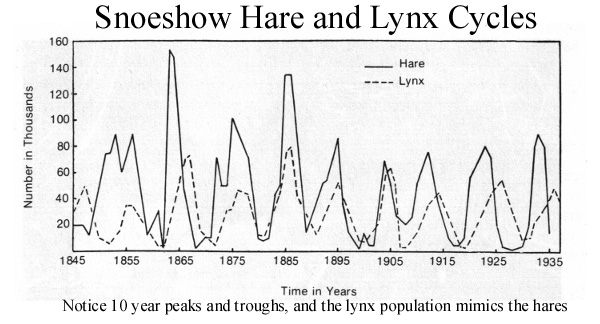 Snoeshow Hare and Lynx Cycles
160
140
120
100
80
60
40
20
Number in Thousands
Hare
Lynx
1845 1855 1865 1875 1885 1895 1905 1915 1925 1935
Time in Years
Notice 10 year peaks and troughs, and the lynx population mimics the hares